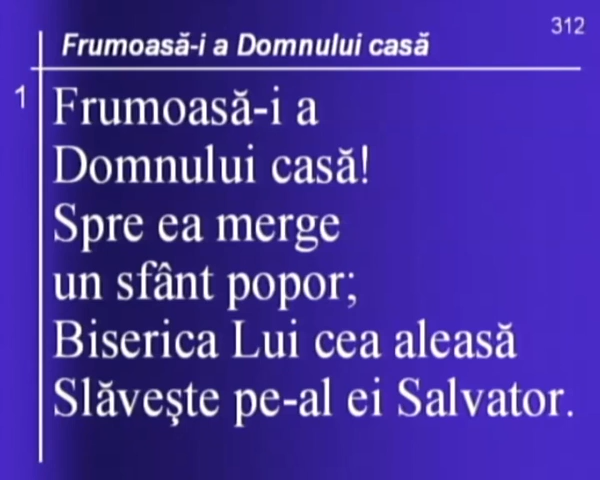 312
Frumoasă-i a Domnului casă
1
Frumoasă-i a
Domnului casă!
Spre ea merge
un sfânt popor;
Biserica Lui cea aleasă
Slăveşte pe-al ei Salvator.